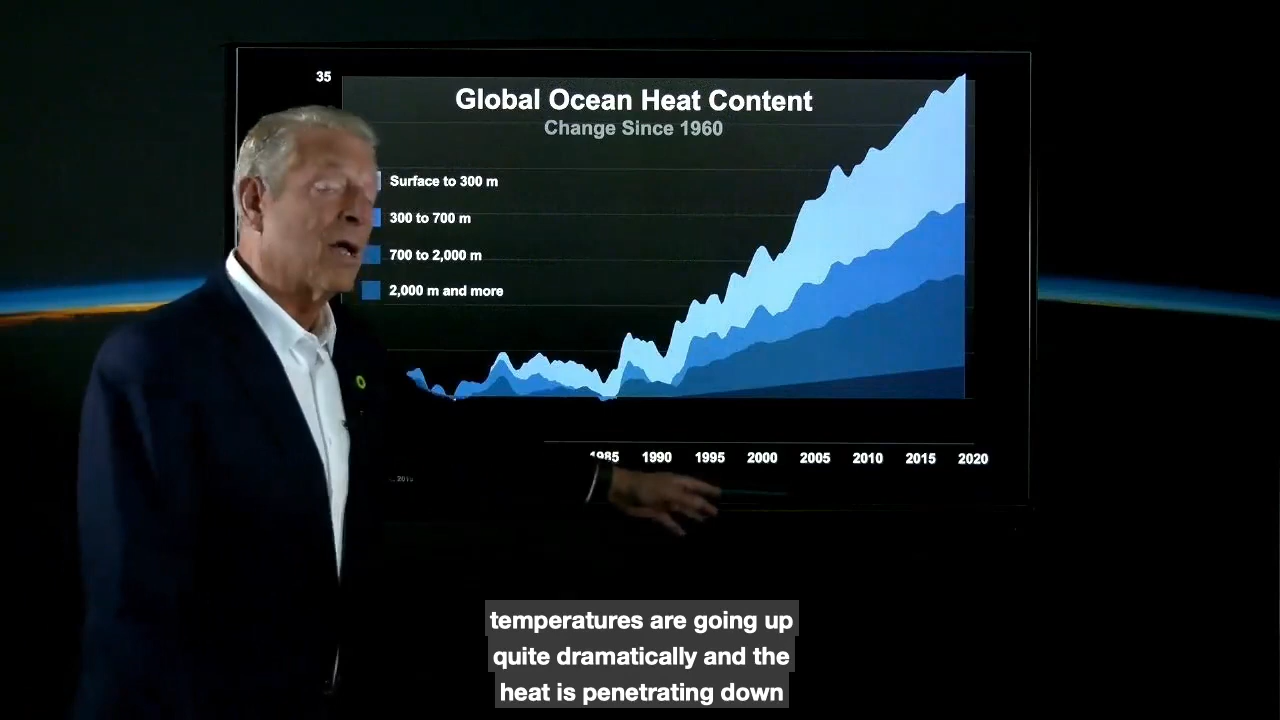 35
Global Ocean Heat Content
Change Since 1960
Surface to 300 m
300 to 700 m
700 to 2,000 m
2,000 m and more
1985 1990 1995 2000 2005 2010 2015 2020
temperatures are going up
quite dramatically and the
heat is penetrating down